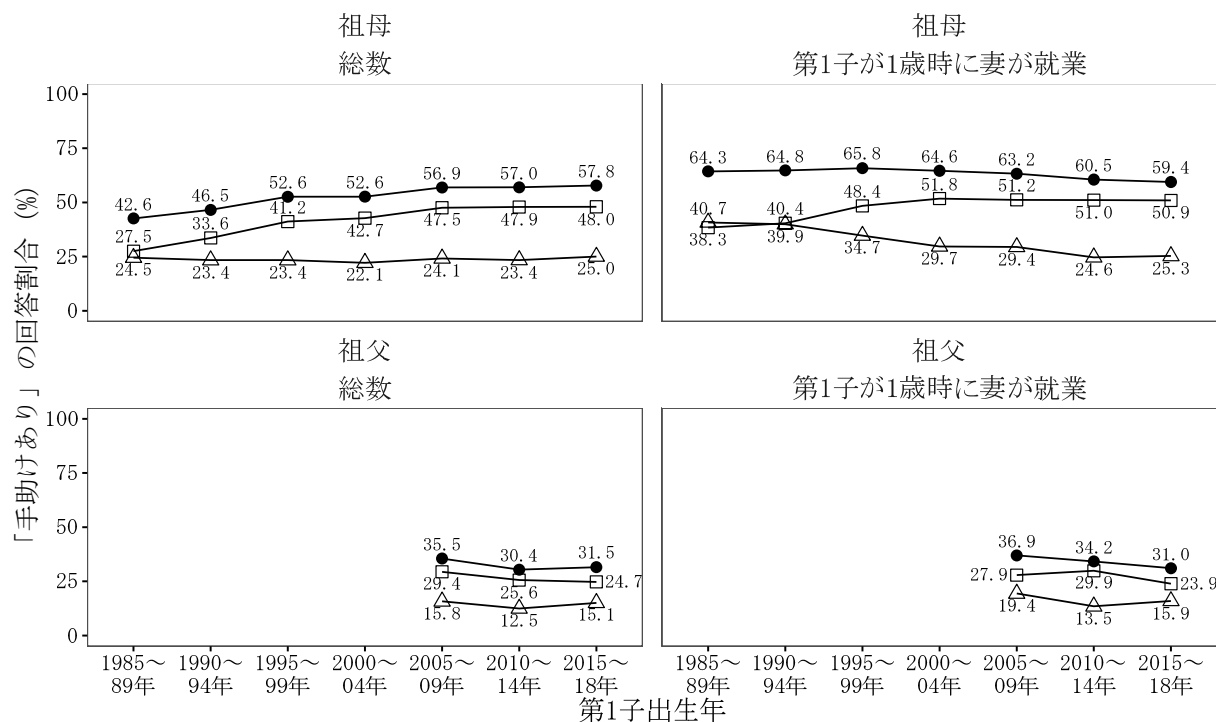 祖母
総数
祖母
第1子が1歳時に妻が就業
「手助けあり」の回答割合 (%)
100
75
50
25
0
42.6 46.5 52.6 52.6 56.9 57.0 57.8
27.5 33.6 41.2 42.7 47.5 47.9 48.0
24.5 23.4 23.4 22.1 24.1 23.4 25.0
64.3 64.8 65.8 64.6 63.2 60.5 59.4
38.3 40.4 48.4 51.8 51.2 51.0 50.9
40.7 39.9 34.7 29.7 29.4 24.6 25.3
祖父
総数
祖父
第1子が1歳時に妻が就業
100
75
50
25
0
35.5 30.4 31.5
29.4 25.6 24.7
15.8 12.5 15.1
36.9 34.2 31.0
27.9 29.9 23.9
19.4 13.5 15.9
1985〜 1990〜 1995〜 2000〜 2005〜 2010〜 2015〜
89年 94年 99年 04年 09年 14年 18年
1985〜 1990〜 1995〜 2000〜 2005〜 2010〜 2015〜
89年 94年 99年 04年 09年 14年 18年
第1子出生年